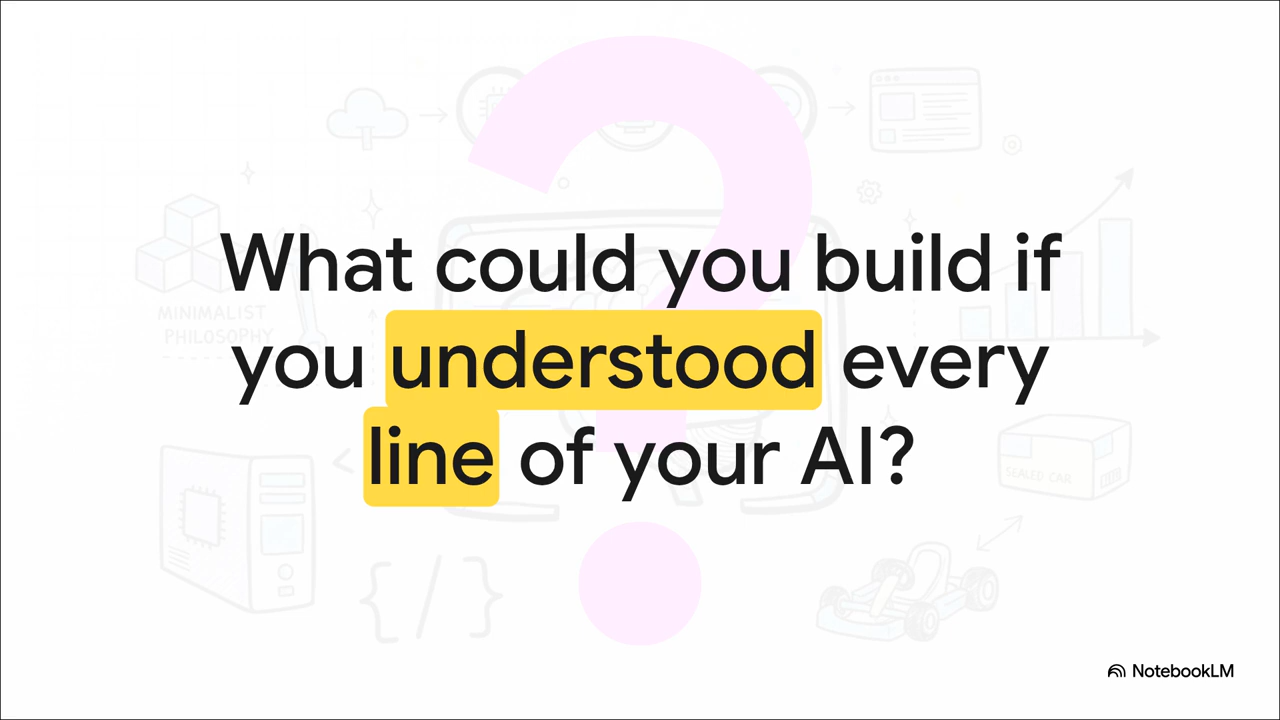 What could you build if
you understood every
line of your AI?
MINIMALIST
PHILOSOPHY
SEALED CAR
NotebookLM